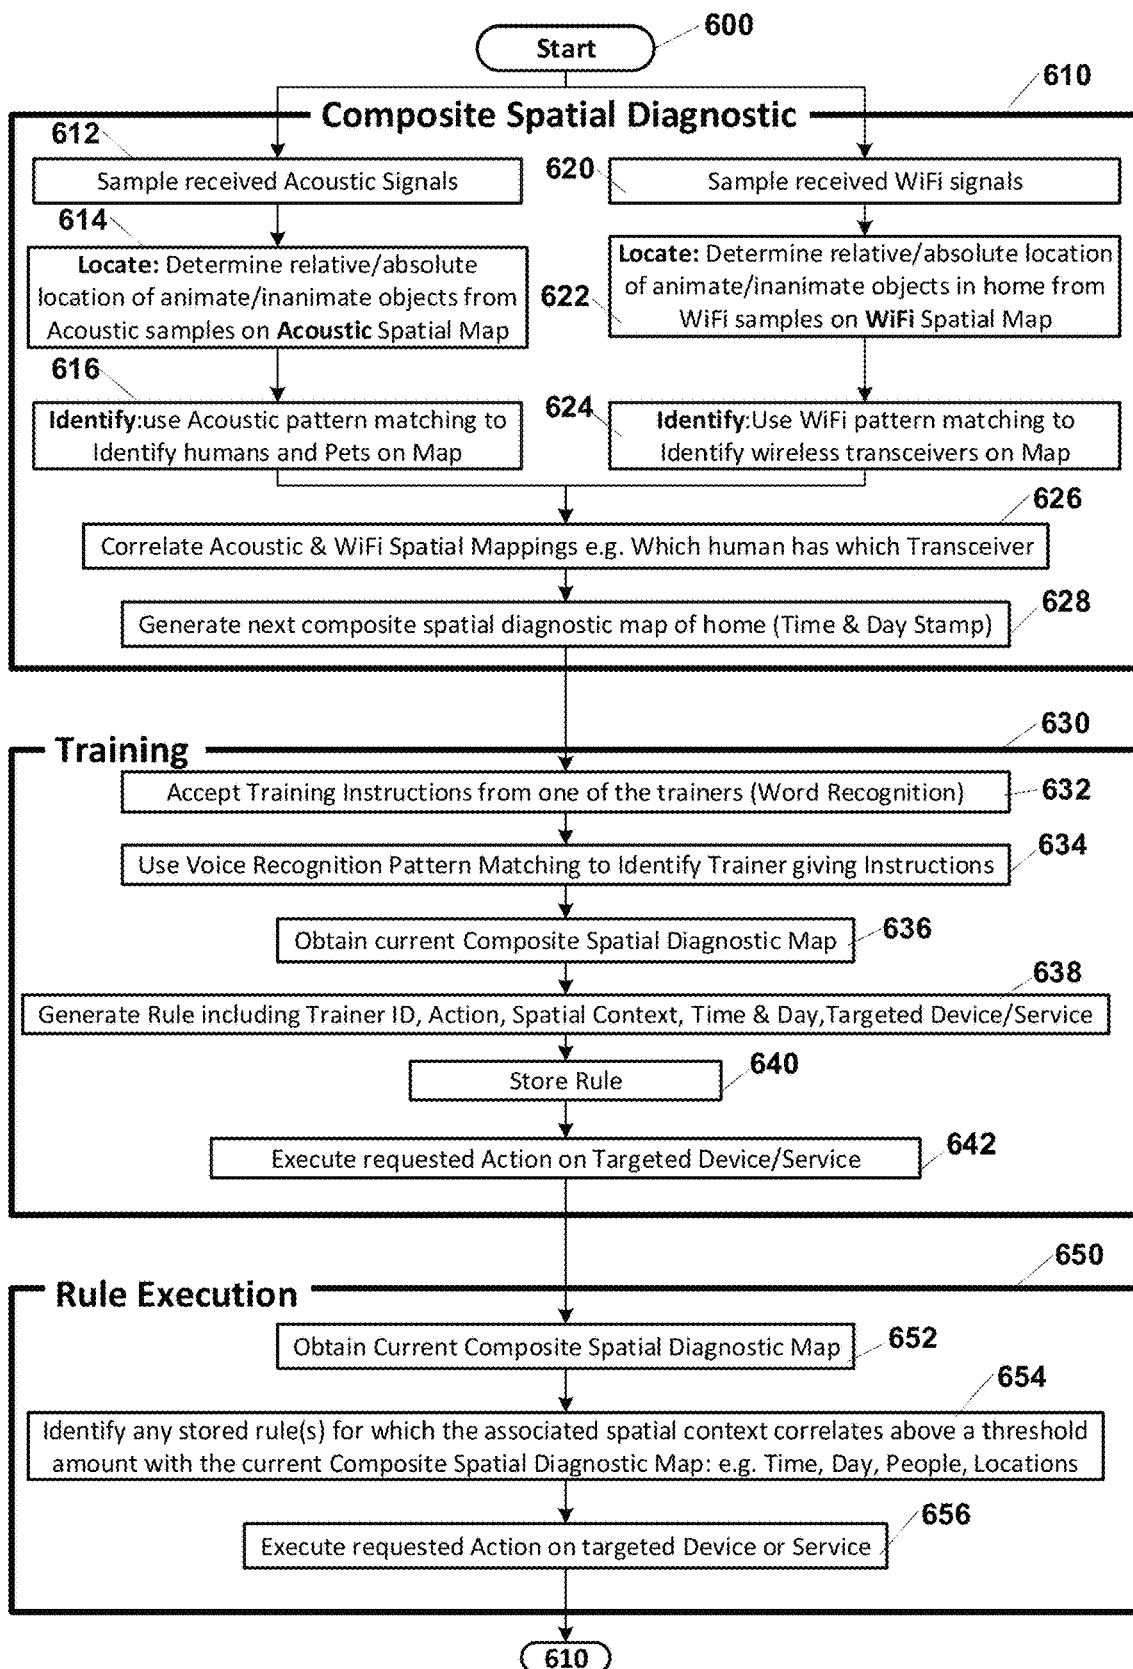 Start
600
610
Composite Spatial Diagnostic
612
Sample received Acoustic Signals
620
Sample received WiFi signals
614
Locate: Determine relative/absolute
location of animate/inanimate objects from
Acoustic samples on Acoustic Spatial Map
622
Locate: Determine relative/absolute location
of animate/inanimate objects in home from
WiFi samples on WiFi Spatial Map
616
Identify:use Acoustic pattern matching to
Identify humans and Pets on Map
624
Identify:Use WiFi pattern matching to
Identify wireless transceivers on Map
626
Correlate Acoustic & WiFi Spatial Mappings e.g. Which human has which Transceiver
628
Generate next composite spatial diagnostic map of home (Time & Day Stamp)
630
Training
Accept Training Instructions from one of the trainers (Word Recognition)
632
Use Voice Recognition Pattern Matching to Identify Trainer giving Instructions
634
Obtain current Composite Spatial Diagnostic Map
636
638
Generate Rule including Trainer ID, Action, Spatial Context, Time & Day,Targeted Device/Service
Store Rule
640
Execute requested Action on Targeted Device/Service
642
650
Rule Execution
Obtain Current Composite Spatial Diagnostic Map
652
654
Identify any stored rule(s) for which the associated spatial context correlates above a threshold
amount with the current Composite Spatial Diagnostic Map: e.g. Time, Day, People, Locations
656
Execute requested Action on targeted Device or Service
610